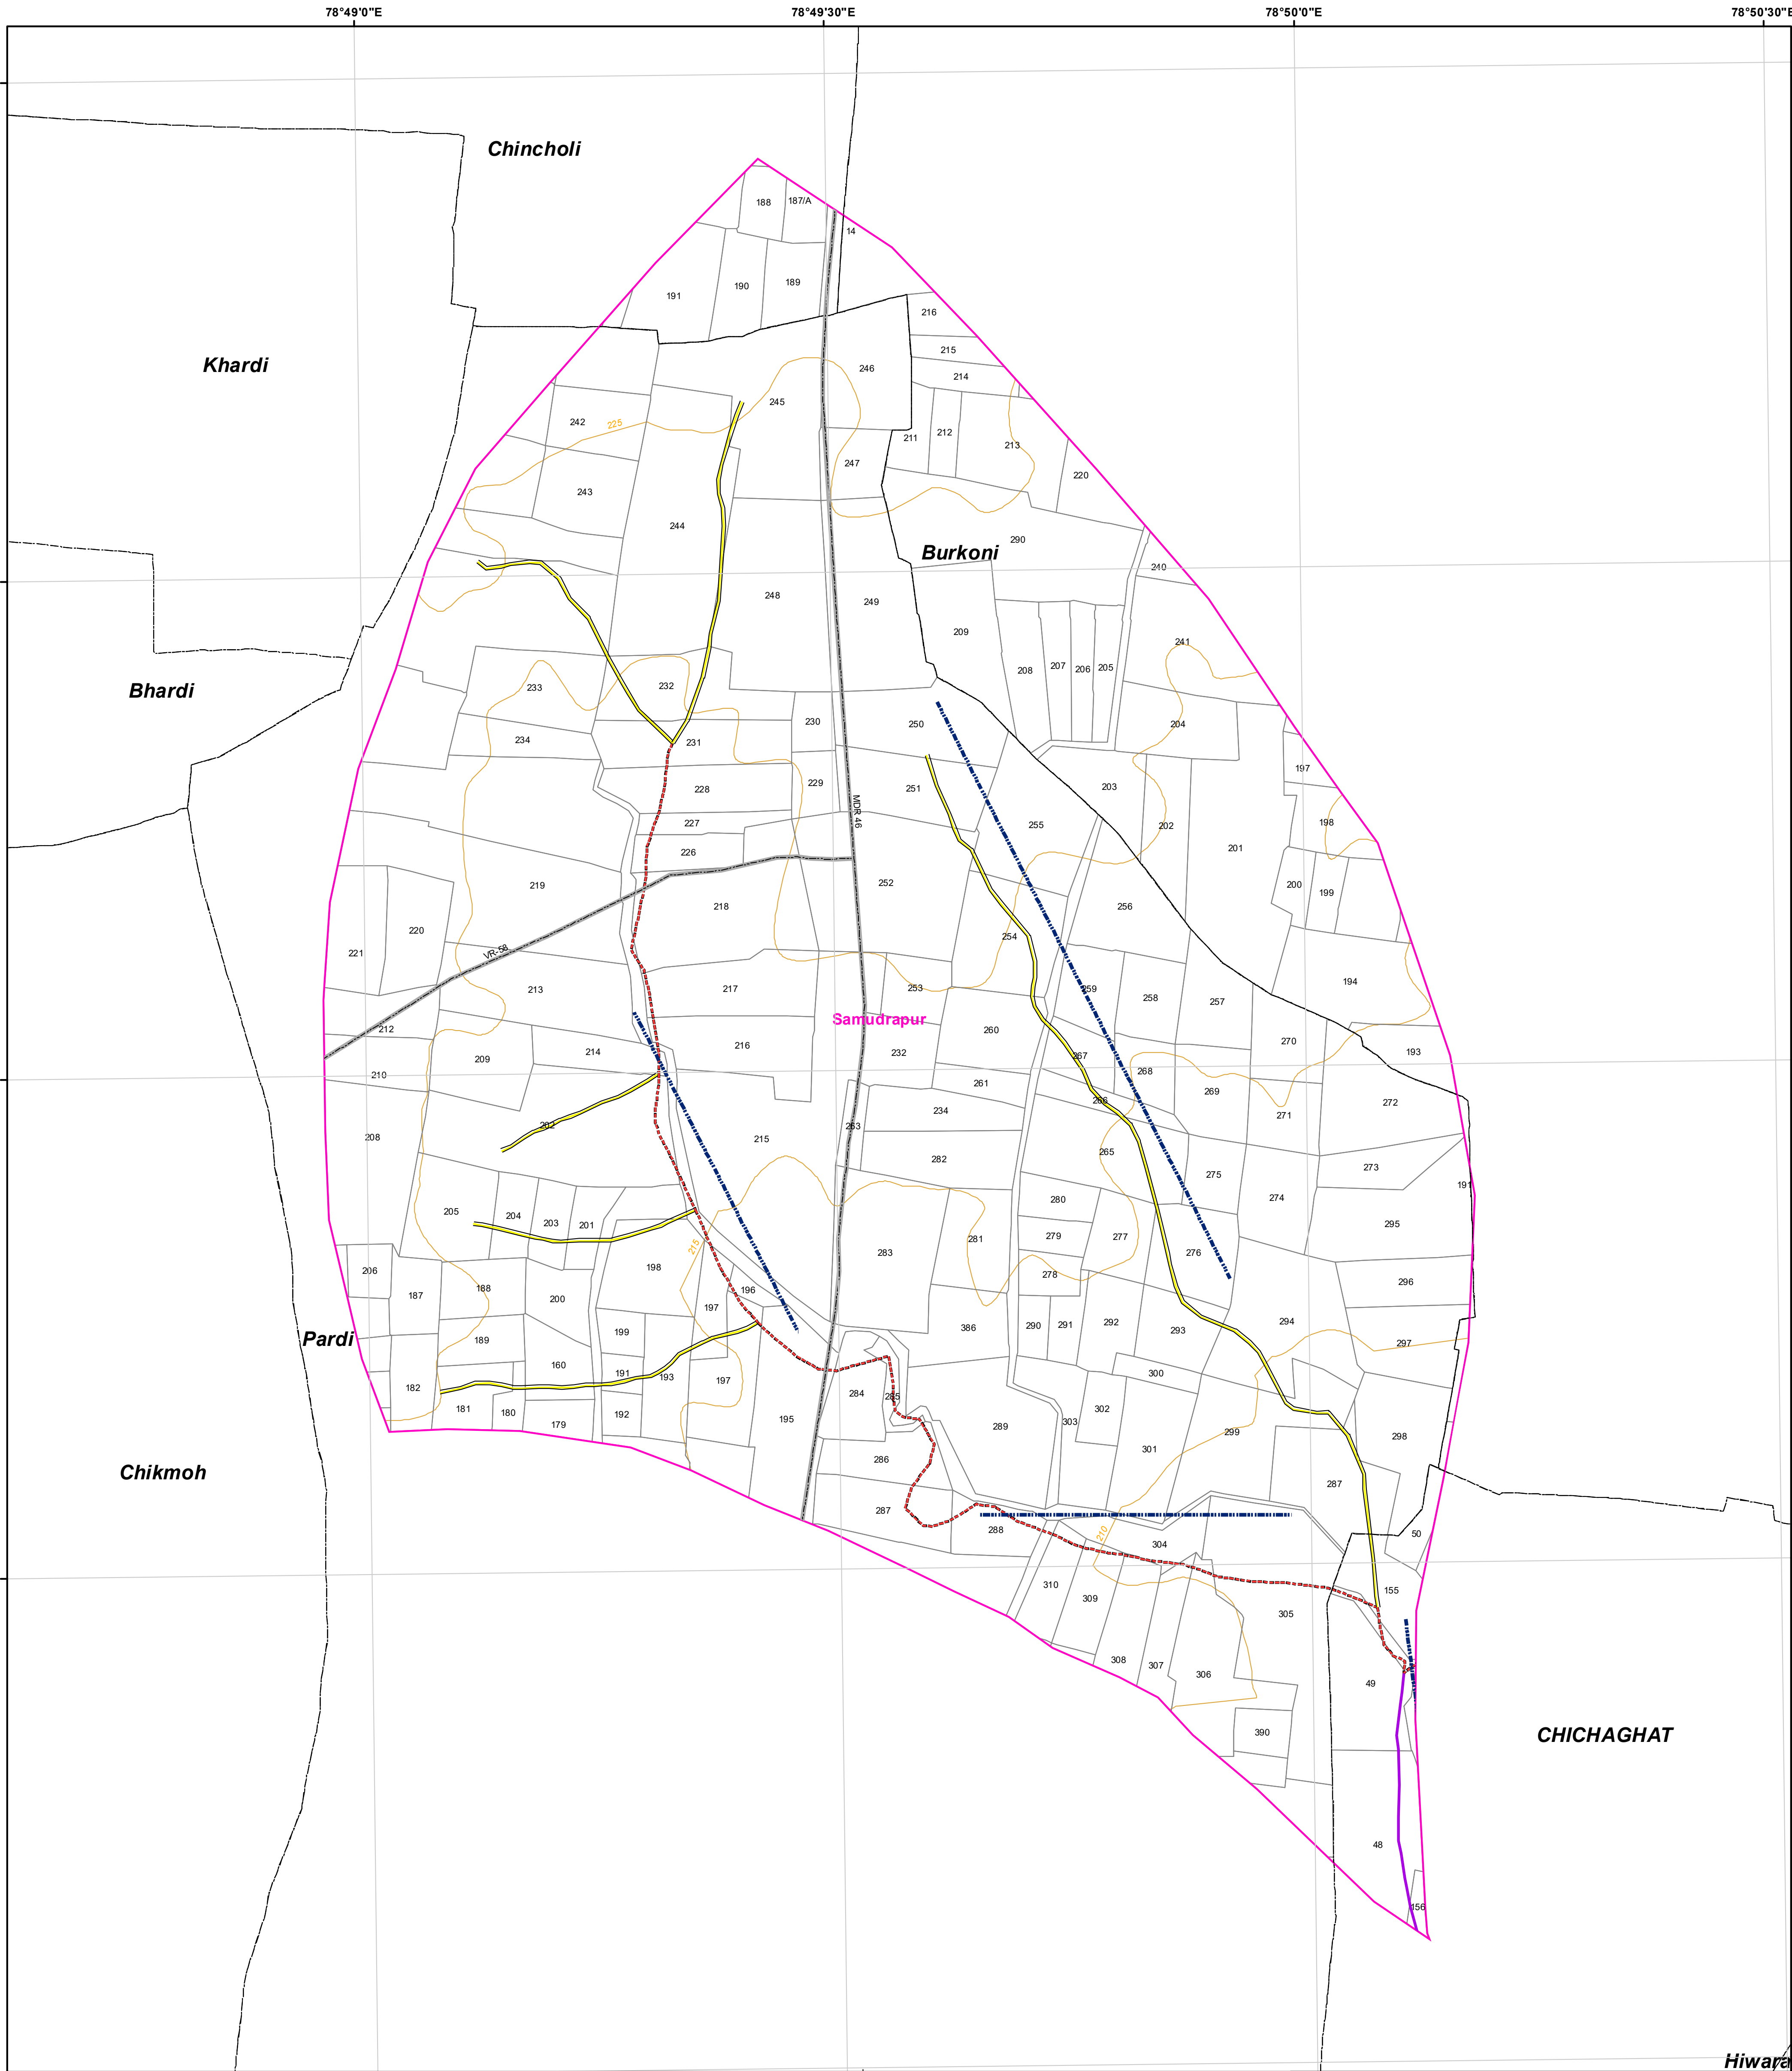 78°49'0"E 78°49'30"E 78°50'0"E 78°50'30"E
Chincholi
188 187/A
14
191 190 189
216
Khardi
215
246
214
245
242 225
211 212 213
247
220
243
244
290
Burkoni
240
248 249
209
241
208 207 206 205
Bhardi
233 232
204
230 250
234 231
197
229 251 203
228
198
227 255 202
226
201
219 252 200 199
218
256
220
254
221 VR-58
MDR 46
194
213 217 253 259 258 257
Samudrapur
212 260
270
209 214 216 232 267
193
210 268
261 269
272
266
234 271
202 263
208 215
282 265
273
275
191
205 204 203 201 280 274
295
279 277
283 281 276
215
198
206 278
196
187 188 200 197
296
386 290 291 292 293 294
Pardi
189 199
297
160 191 193 197
300
182 284 285
181 180 179 192 195 289 303 302
298
301 299
286
Chikmoh
287
287
288
50
210 304
310 309
155
305
308 307 306
49
390
CHICHAGHAT
48
156
Hiwara